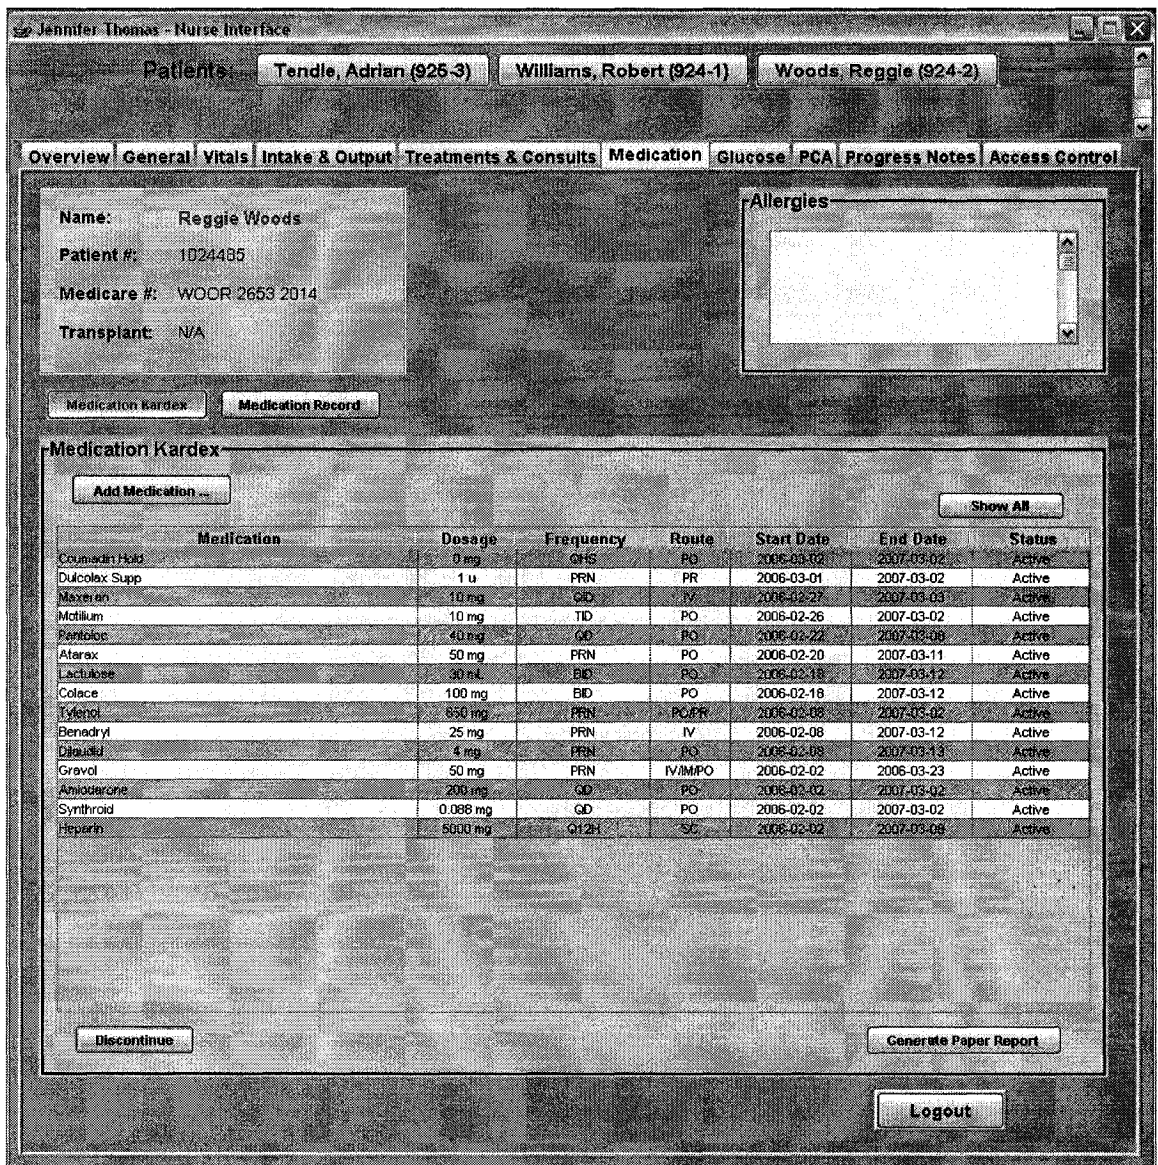 Jennifer Thomas - Nurse Interface
Patients: Tendle, Adrian (925-3) Williams, Robert (924-1) Woods, Reggie (924-2)
Overview General Vitals Intake & Output Treatments & Consults Medication Glucose PCA Progress Notes Access Control
Name: Reggie Woods
Patient #: 1024485
Medicare #: WOOR 2653 2014
Transplant: N/A
Allergies
Medication Kardex Medication Record
Medication Kardex
Add Medication ...
Show All
Medication Dosage Frequency Route Start Date End Date Status
Coumadin Hold 0 mg QHS PO 2006-03-02 2007-03-02 Active
Dulcolax Supp 1 u PRN PR 2006-03-01 2007-03-02 Active
Maxeran 10 mg QID IV 2006-02-27 2007-03-03 Active
Motilium 10 mg TID PO 2006-02-26 2007-03-02 Active
Pantoloc 40 mg QD PO 2006-02-22 2007-03-08 Active
Atarax 50 mg PRN PO 2006-02-20 2007-03-11 Active
Lactulose 30 mL BID PO 2006-02-18 2007-03-12 Active
Colace 100 mg BID PO 2006-02-18 2007-03-12 Active
Tylenol 650 mg PRN PO/PR 2006-02-08 2007-03-02 Active
Benadryl 25 mg PRN IV 2006-02-08 2007-03-12 Active
Dilaudid 4 mg PRN PO 2006-02-08 2007-03-13 Active
Gravol 50 mg PRN IV/IM/PO 2006-02-02 2006-03-23 Active
Amiodarone 200 mg QD PO 2006-02-02 2007-03-02 Active
Synthroid 0.088 mg QD PO 2006-02-02 2007-03-02 Active
Heparin 5000 mg Q12H SC 2006-02-02 2007-03-09 Active
Discontinue Generate Paper Report
Logout